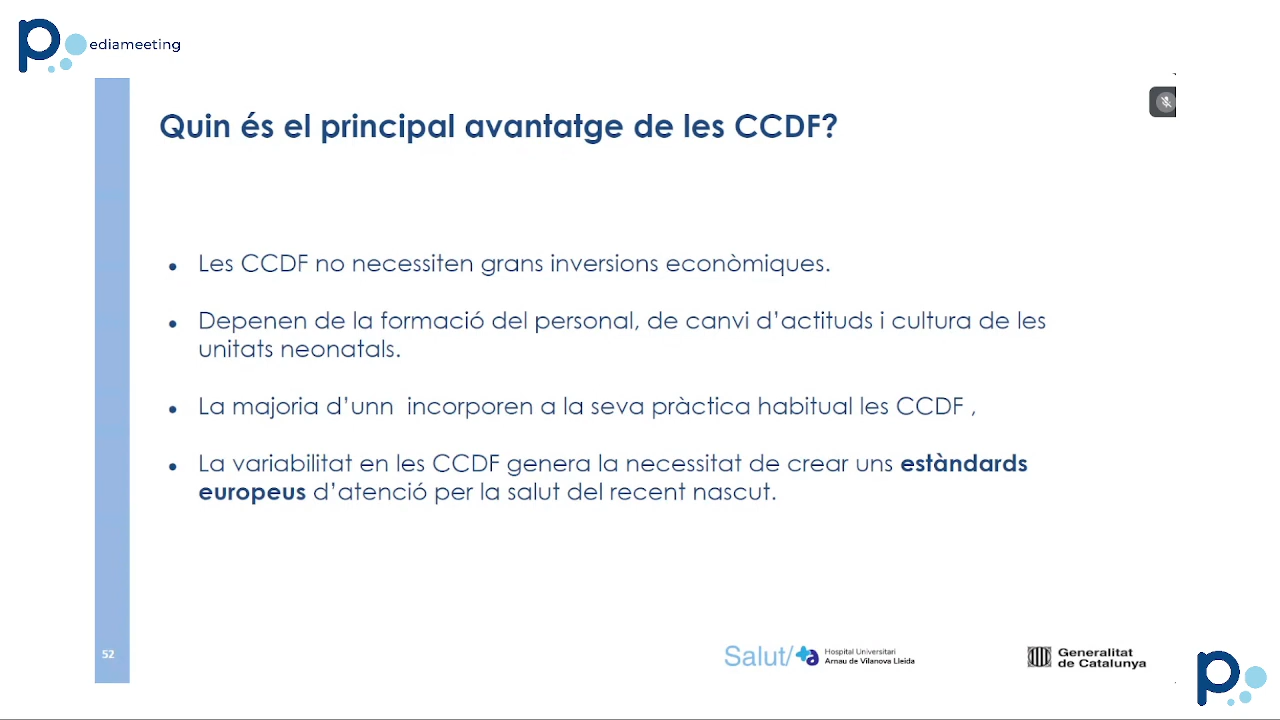 ediameeting
Quin és el principal avantatge de les CCDF?
• Les CCDF no necessiten grans inversions econòmiques.
• Depenen de la formació del personal, de canvi d’actituds i cultura de les
unitats neonatals.
• La majoria d’unn incorporen a la seva pràctica habitual les CCDF ,
• La variabilitat en les CCDF genera la necessitat de crear uns estàndards
europeus d’atenció per la salut del recent nascut.
52
Salut/ Hospital Universitari
Arnau de Vilanova Lleida
Generalitat
de Catalunya